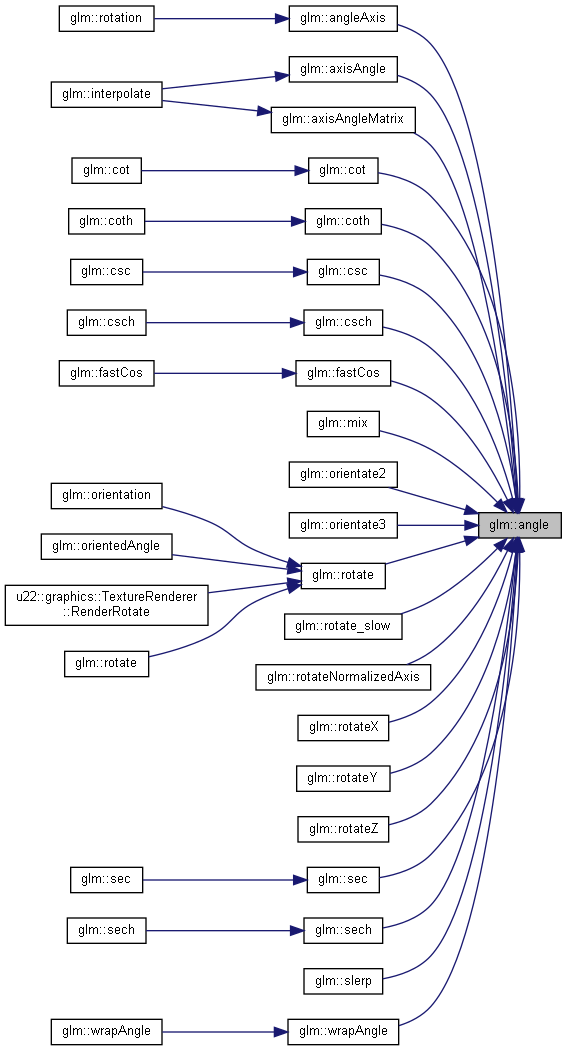 glm::rotation
glm::angleAxis
glm::axisAngle
glm::interpolate
glm::axisAngleMatrix
glm::cot
glm::cot
glm::coth
glm::coth
glm::csc
glm::csc
glm::csch
glm::csch
glm::fastCos
glm::fastCos
glm::mix
glm::orientate2
glm::orientation
glm::orientate3
glm::angle
glm::orientedAngle
glm::rotate
u22::graphics::TextureRenderer
::RenderRotate
glm::rotate_slow
glm::rotate
glm::rotateNormalizedAxis
glm::rotateX
glm::rotateY
glm::rotateZ
glm::sec
glm::sec
glm::sech
glm::sech
glm::slerp
glm::wrapAngle
glm::wrapAngle